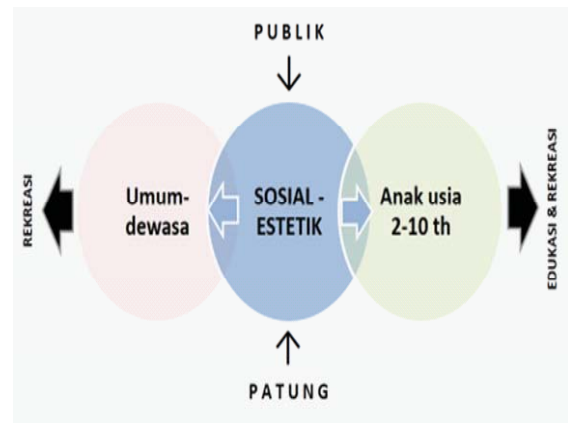 PUBLIK
REKREASI
Umum-
dewasa
SOSIAL -
ESTETIK
Anak usia
2-10 th
EDUKASI & REKREASI
PATUNG